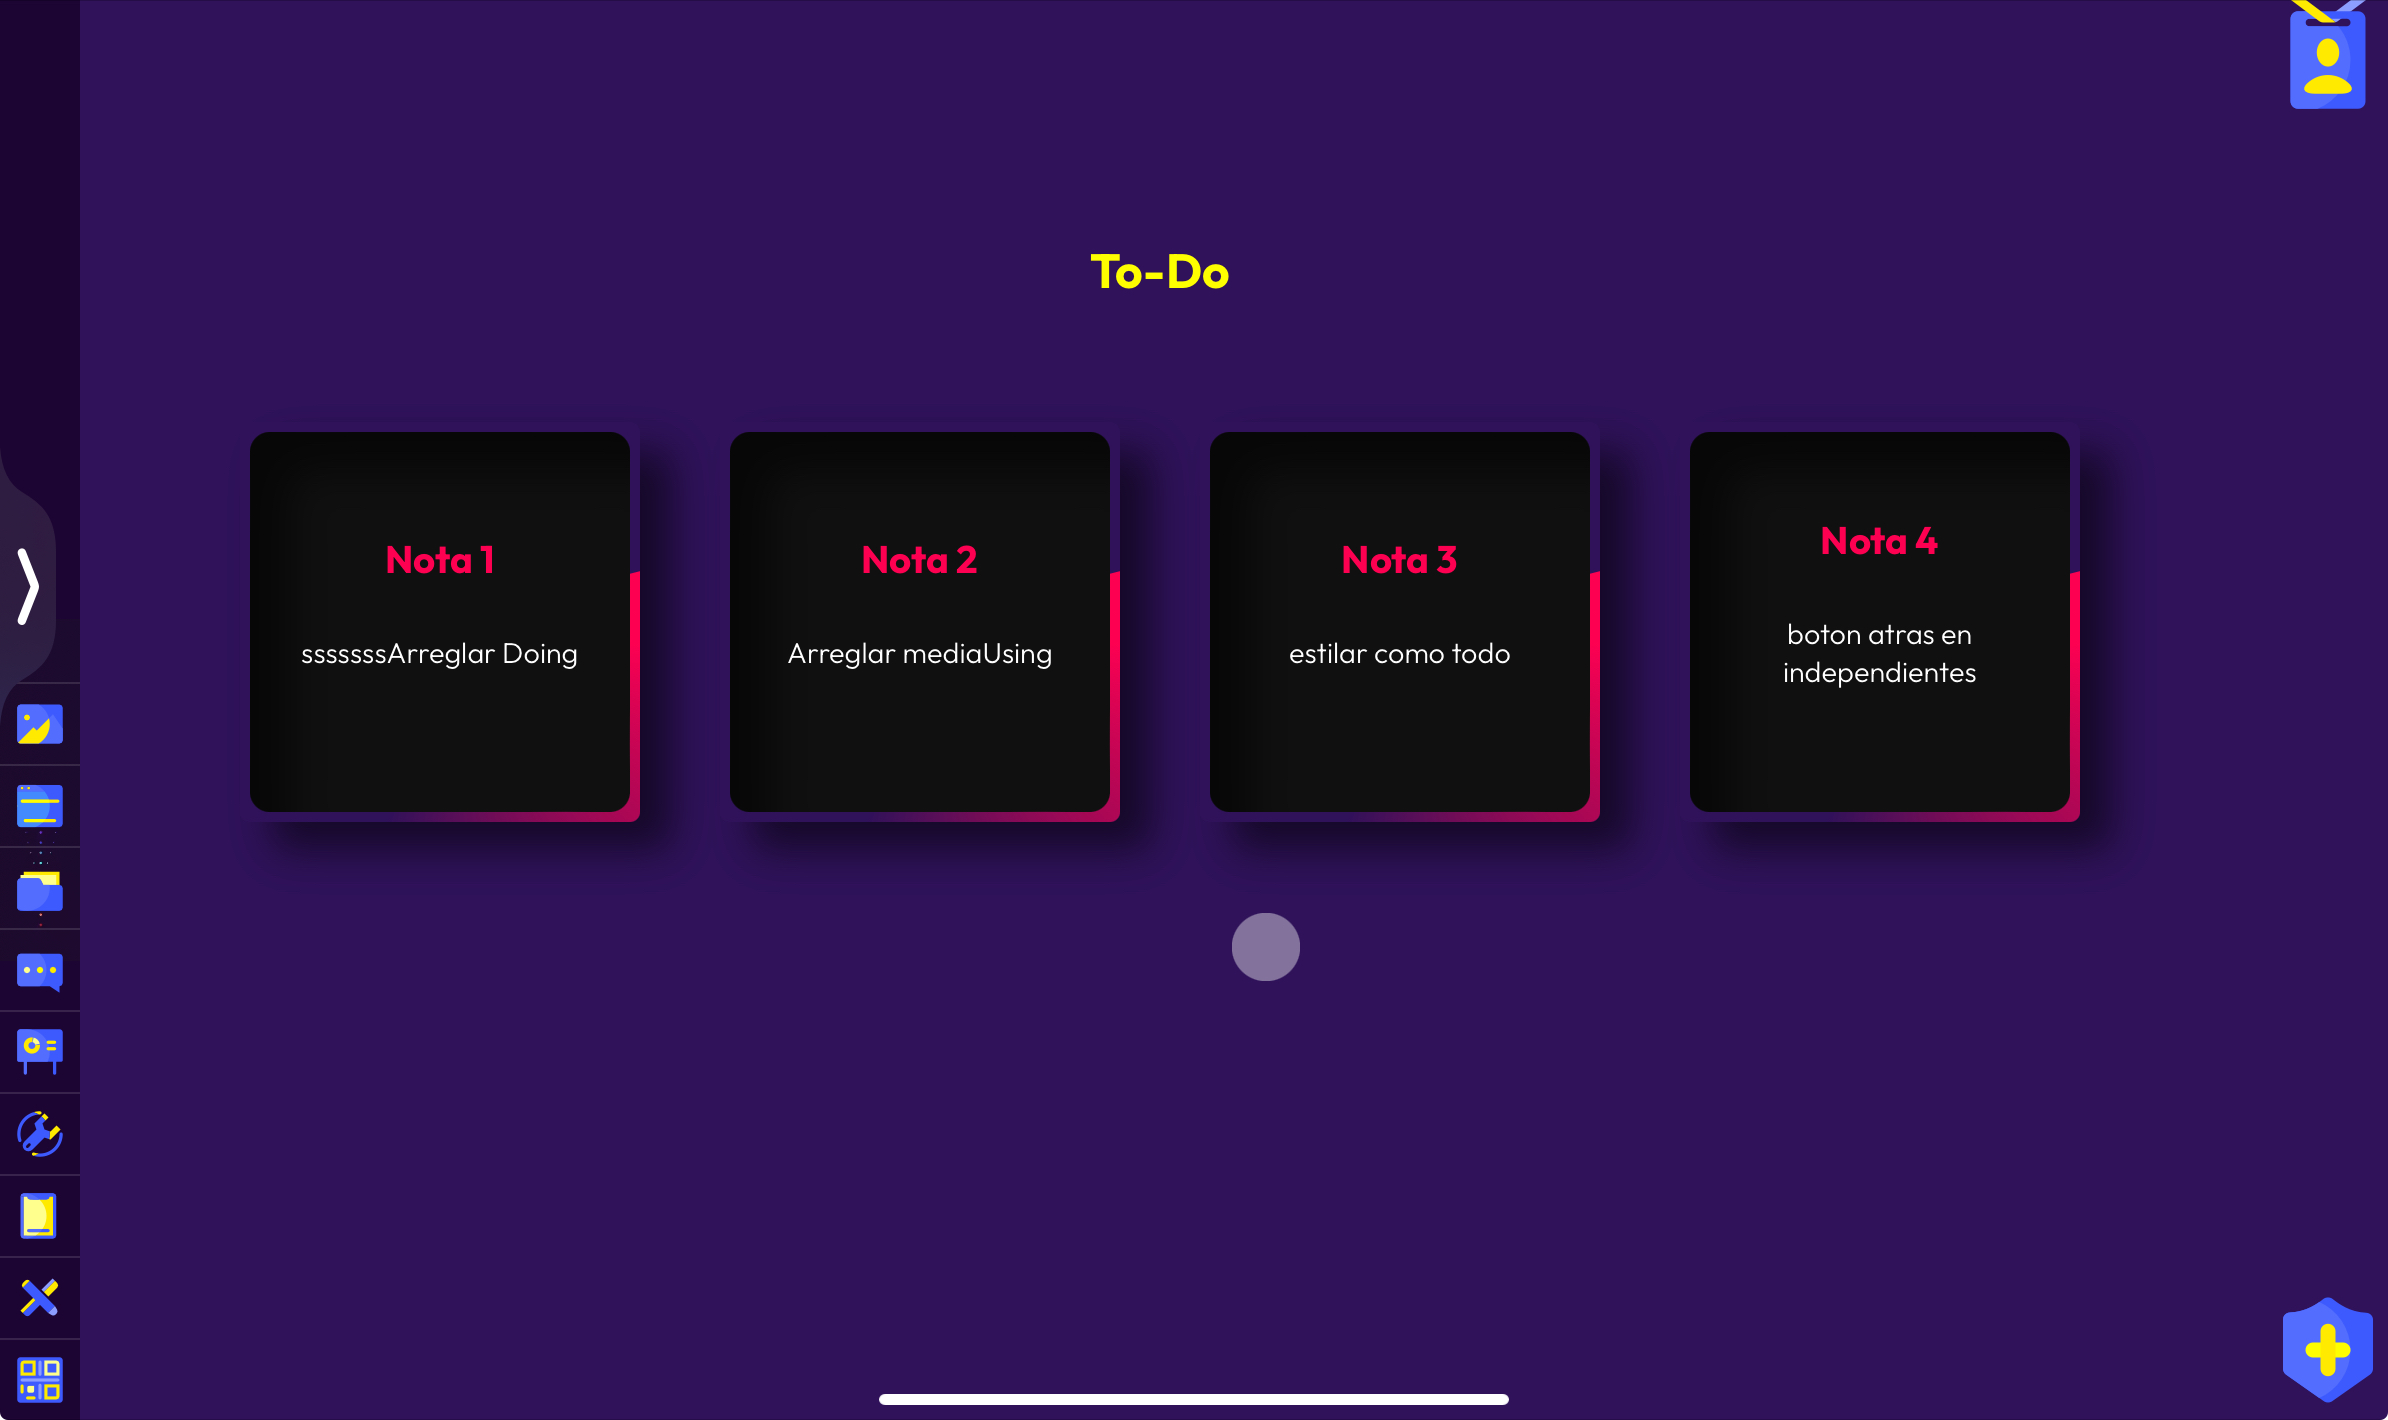 To-Do
Nota 1
sssssssArreglar Doing
Nota 2
Arreglar mediaUsing
Nota 3
estilar como todo
Nota 4
boton atras en
independientes